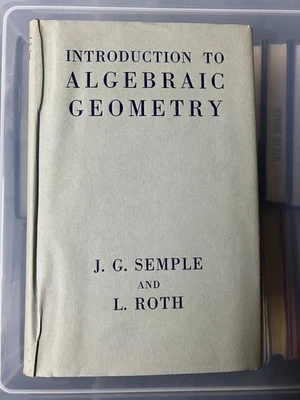 INTRODUCTION TO
ALGEBRAIC
GEOMETRY
J. G. SEMPLE
AND
L. ROTH